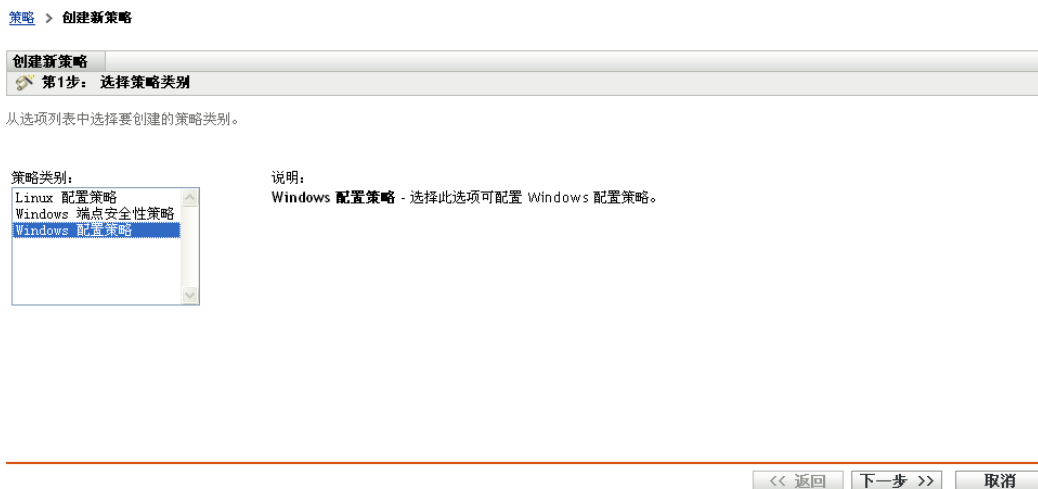 策略 > 创建新策略
创建新策略
第1步： 选择策略类别
从选项列表中选择要创建的策略类别。
策略类别：
Linux 配置策略
Windows 端点安全性策略
Windows 配置策略
说明：
Windows 配置策略 - 选择此选项可配置 Windows 配置策略。
<< 返回 下一步 >> 取消